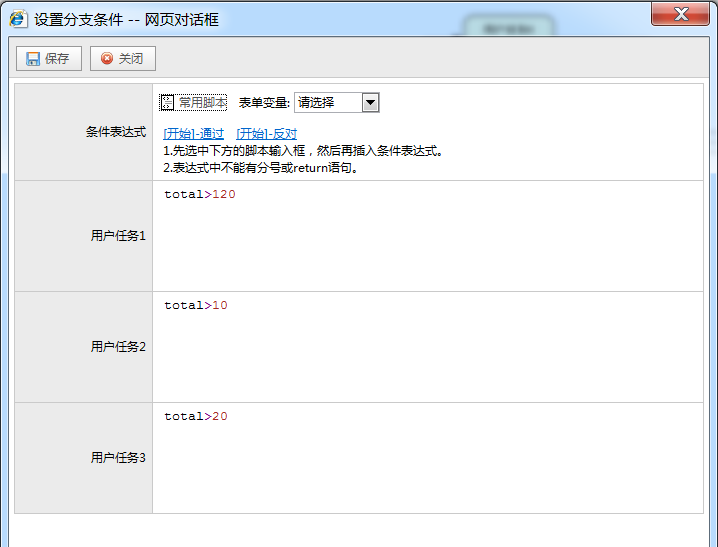 设置分支条件 -- 网页对话框
保存 关闭
条件表达式
常用脚本 表单变量: 请选择
[开始]-通过 [开始]-反对
1.先选中下方的脚本输入框，然后再插入条件表达式。
2.表达式中不能有分号或return语句。
用户任务1
total>120
用户任务2
total>10
用户任务3
total>20